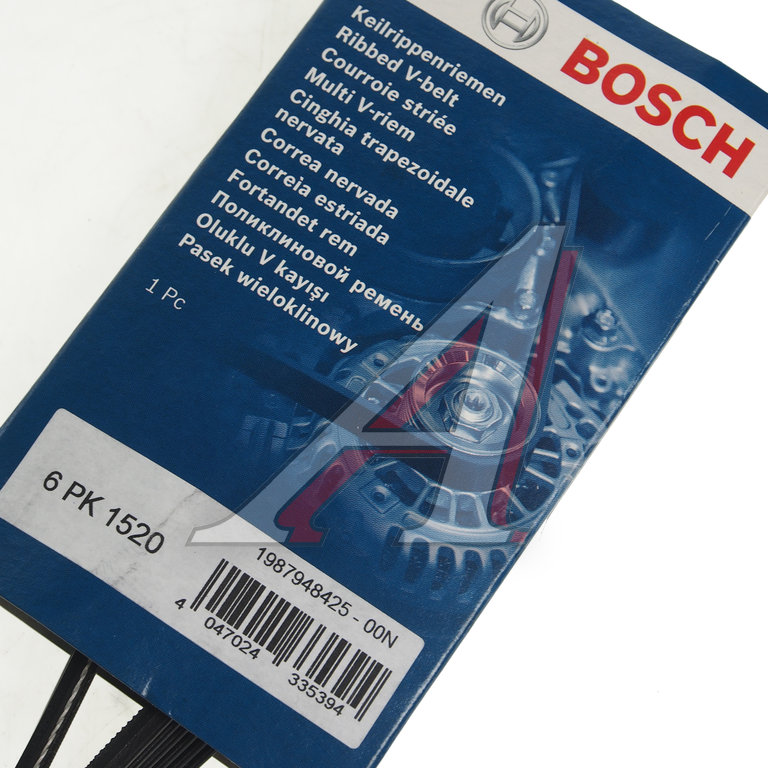 BOSCH
Keilrippenriemen
Ribbed V-belt
Courroie striée
Multi V-riem
Cinghia trapezoidale
nervata
Correa nervada
Correia estriada
Fortandet rem
Поликлиновой ремень
Oluklu V kayışı
Pasek wieloklinowy
1 Pc
6 PK 1520
1987948425 - 00N
4 047024 335394